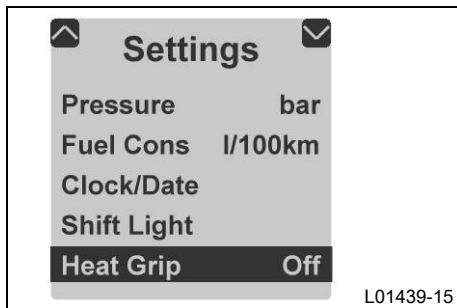 Settings
Pressure bar
Fuel Cons l/100km
Clock/Date
Shift Light
Heat Grip Off
L01439-15